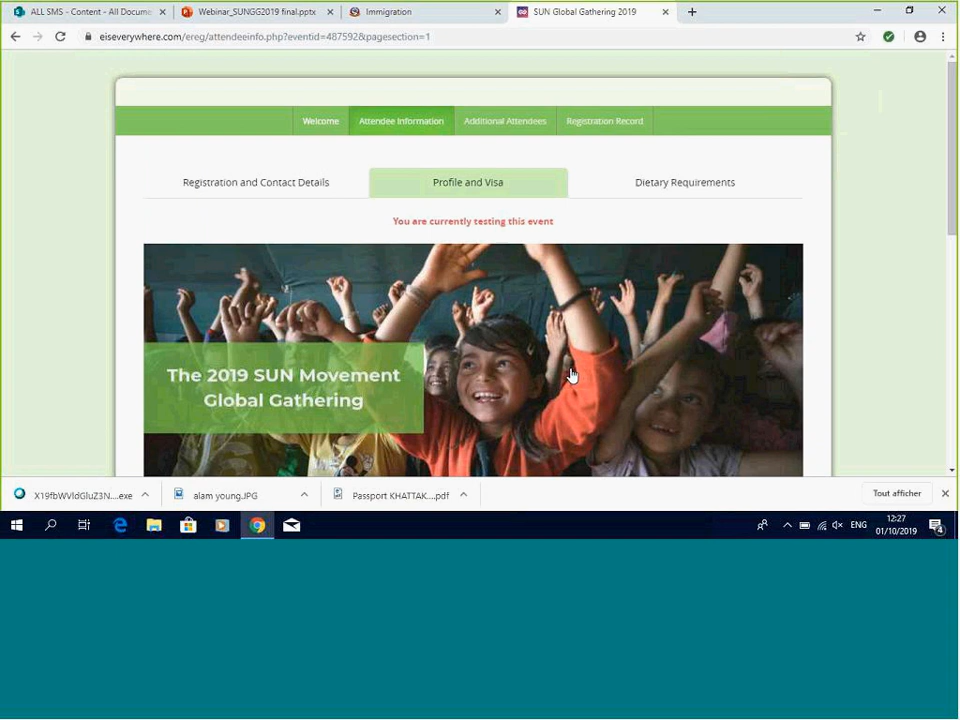 ALL SMS - Content - All Docume
Webinar_SUNGG2019 final.pptx
Immigration
SUN Global Gathering 2019
eiseverywhere.com/ereg/attendeeinfo.php?eventid=487592&pagesection=1
Welcome
Attendee Information
Additional Attendees
Registration Record
Registration and Contact Details
Profile and Visa
Dietary Requirements
You are currently testing this event
The 2019 SUN Movement
Global Gathering
X19fbWVldGluZ3N....exe
alam young.JPG
Passport KHATTAK....pdf
Tout afficher
ENG
12:27
01/10/2019
4